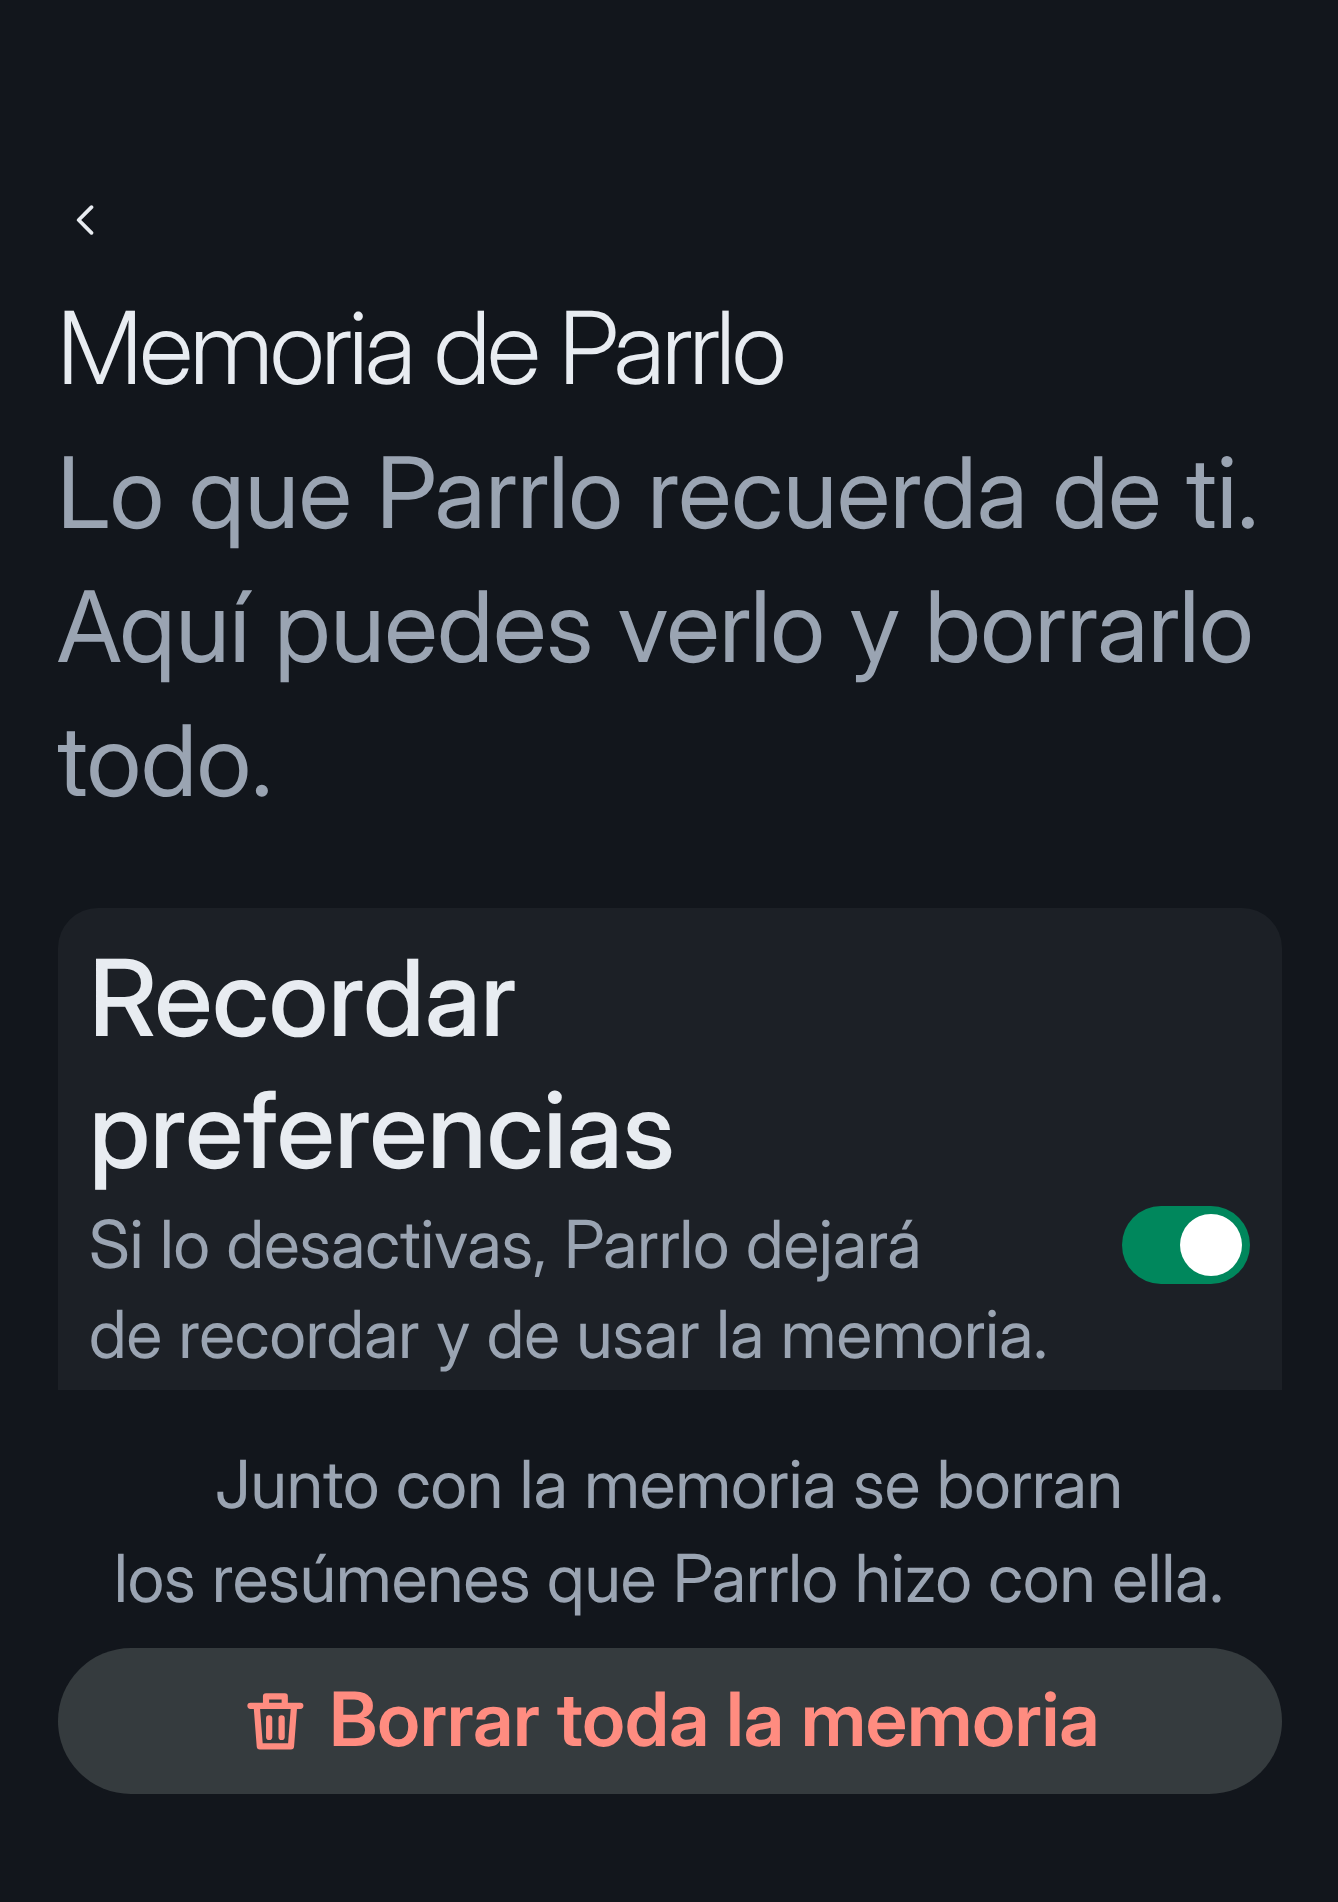 Memoria de Parrlo
Lo que Parrlo recuerda de ti.
Aquí puedes verlo y borrarlo
todo.
Recordar
preferencias
Si lo desactivas, Parrlo dejará
de recordar y de usar la memoria.
Junto con la memoria se borran
los resúmenes que Parrlo hizo con ella.
Borrar toda la memoria